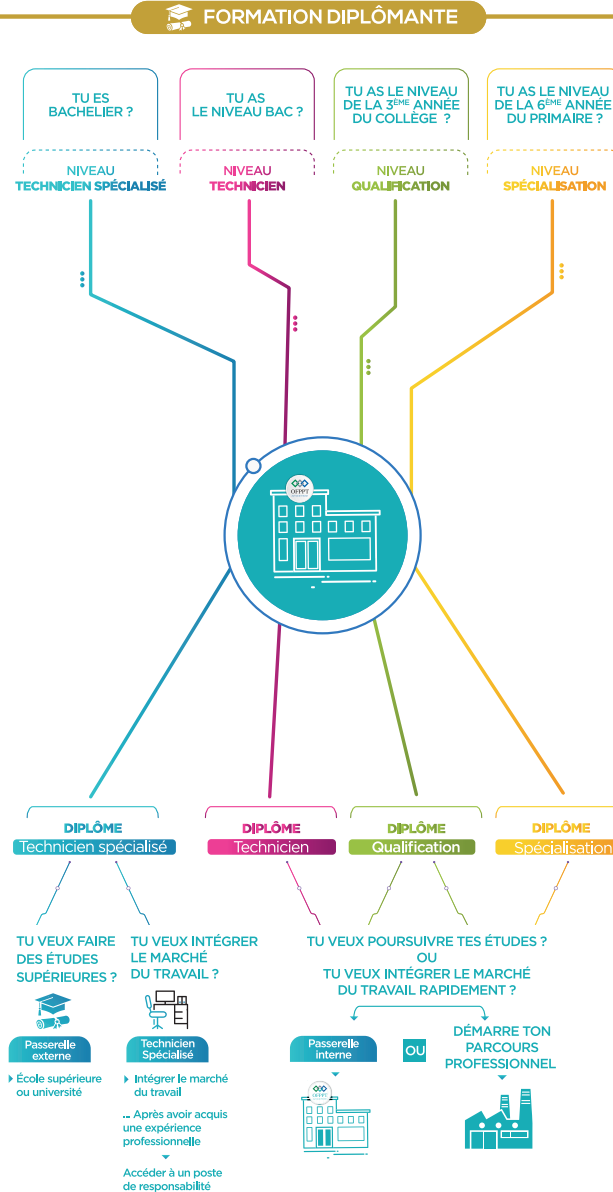 FORMATION DIPLÔMANTE
TU ES
BACHELIER ?
TU AS
LE NIVEAU BAC ?
TU AS LE NIVEAU
DE LA 3ÈME ANNÉE
DU COLLÈGE ?
TU AS LE NIVEAU
DE LA 6ÈME ANNÉE
DU PRIMAIRE ?
NIVEAU
TECHNICIEN SPÉCIALISÉ
NIVEAU
TECHNICIEN
NIVEAU
QUALIFICATION
NIVEAU
SPÉCIALISATION
OFPPT
DIPLÔME
Technicien spécialisé
DIPLÔME
Technicien
DIPLÔME
Qualification
DIPLÔME
Spécialisation
TU VEUX FAIRE
DES ÉTUDES
SUPÉRIEURES ?
TU VEUX INTÉGRER
LE MARCHÉ
DU TRAVAIL ?
TU VEUX POURSUIVRE TES ÉTUDES ?
OU
TU VEUX INTÉGRER LE MARCHÉ
DU TRAVAIL RAPIDEMENT ?
Passerelle
externe
École supérieure
ou université
Technicien
Spécialisé
Intégrer le marché
du travail
... Après avoir acquis
une expérience
professionnelle
Accéder à un poste
de responsabilité
Passerelle
interne
OU
DÉMARRE TON
PARCOURS
PROFESSIONNEL
OFPPT